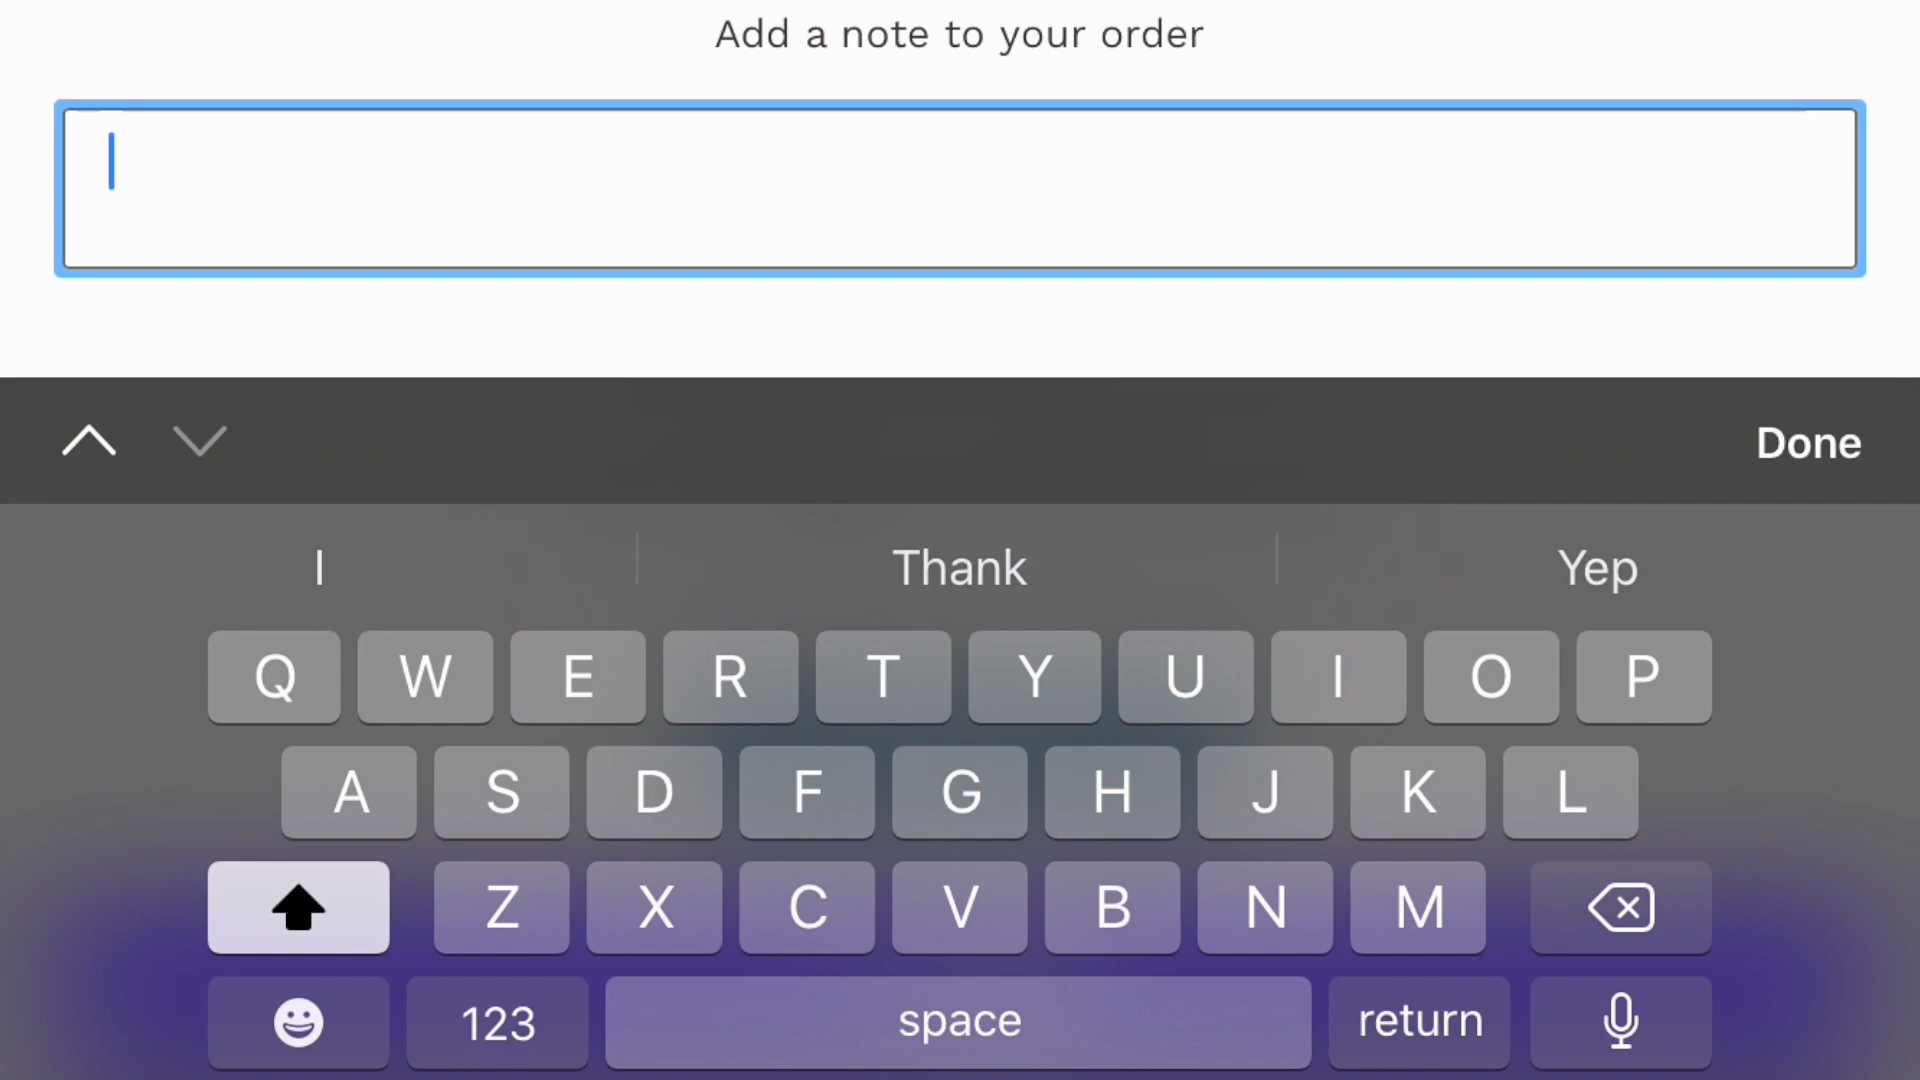 Add a note to your order
Done
I Thank Yep
Q W E R T Y U I O P
A S D F G H J K L
Z X C V B N M
123 space return